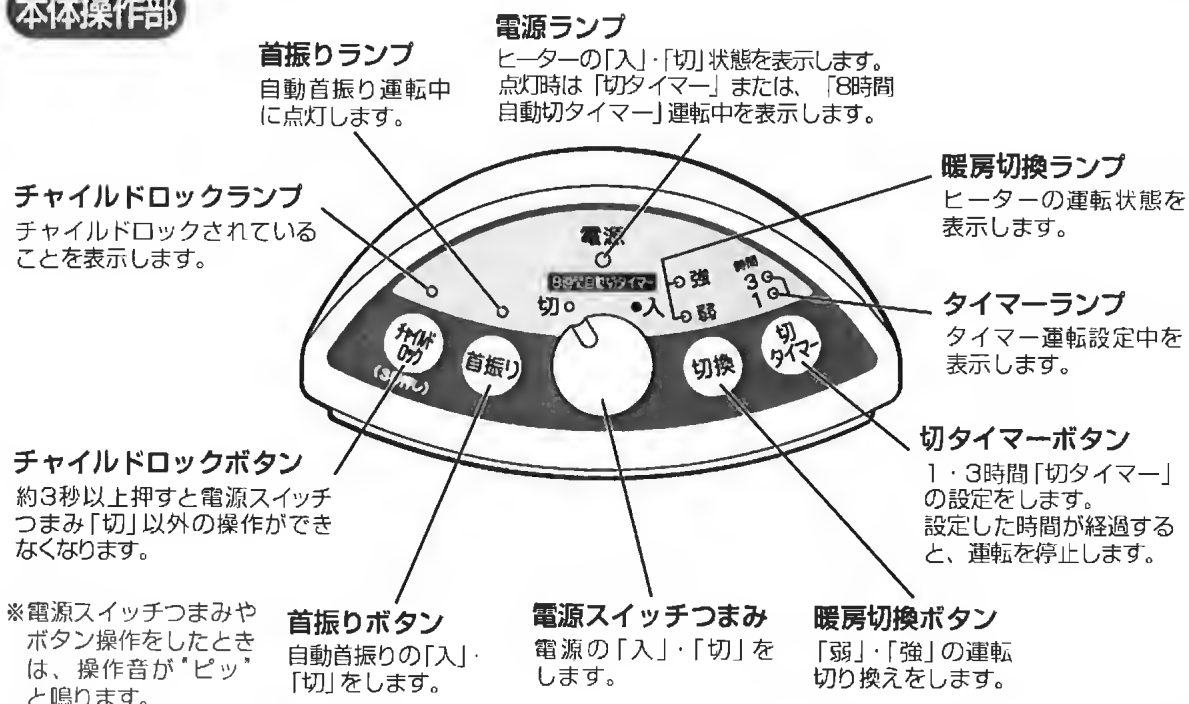 本体操作部
電源ランプ
ヒーターの「入」・「切」状態を表示します。
点灯時は「切タイマー」または、「8時間
自動切タイマー」運転中を表示します。
首振りランプ
自動首振り運転中
に点灯します。
暖房切換ランプ
ヒーターの運転状態を
表示します。
チャイルドロックランプ
チャイルドロックされている
ことを表示します。
タイマーランプ
タイマー運転設定中を
表示します。
電源
8時間自動切タイマー
切 入
強
弱
時間
3
1
チャイルド
ロック
(3秒押し)
首振り
切換
切
タイマー
チャイルドロックボタン
約3秒以上押すと電源スイッチ
つまみ「切」以外の操作ができ
なくなります。
切タイマーボタン
1・3時間「切タイマー」
の設定をします。
設定した時間が経過する
と、運転を停止します。
※電源スイッチつまみや
ボタン操作をしたとき
は、操作音が"ピッ"
と鳴ります。
首振りボタン
自動首振りの「入」・
「切」をします。
電源スイッチつまみ
電源の「入」・「切」を
します。
暖房切換ボタン
「弱」・「強」の運転
切り換えをします。